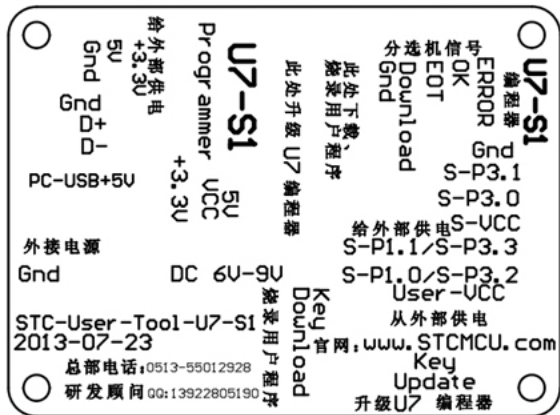 给外部供电
+3.3V
5V
Gnd
Gnd
D+
D-
PC-USB+5V
U7-S1
Programmer
5V
VCC
+3.3V
此处升级 U7 编程器
此处下载、
烧录用户程序
分选机信号
ERROR
OK
EOT
Download
Gnd
U7-S1
编程器
Gnd
S-P3.1
S-P3.0
S-VCC
给外部供电
S-P1.1/S-P3.3
S-P1.0/S-P3.2
User-VCC
从外部供电
外接电源
Gnd
DC 6V-9V
STC-User-Tool-U7-S1
2013-07-23
总部电话:0513-55012928
研发顾问QQ:13922805190
Key
Download
烧录用户程序
官网:www.STCMCU.com
Key
Update
升级U7 编程器